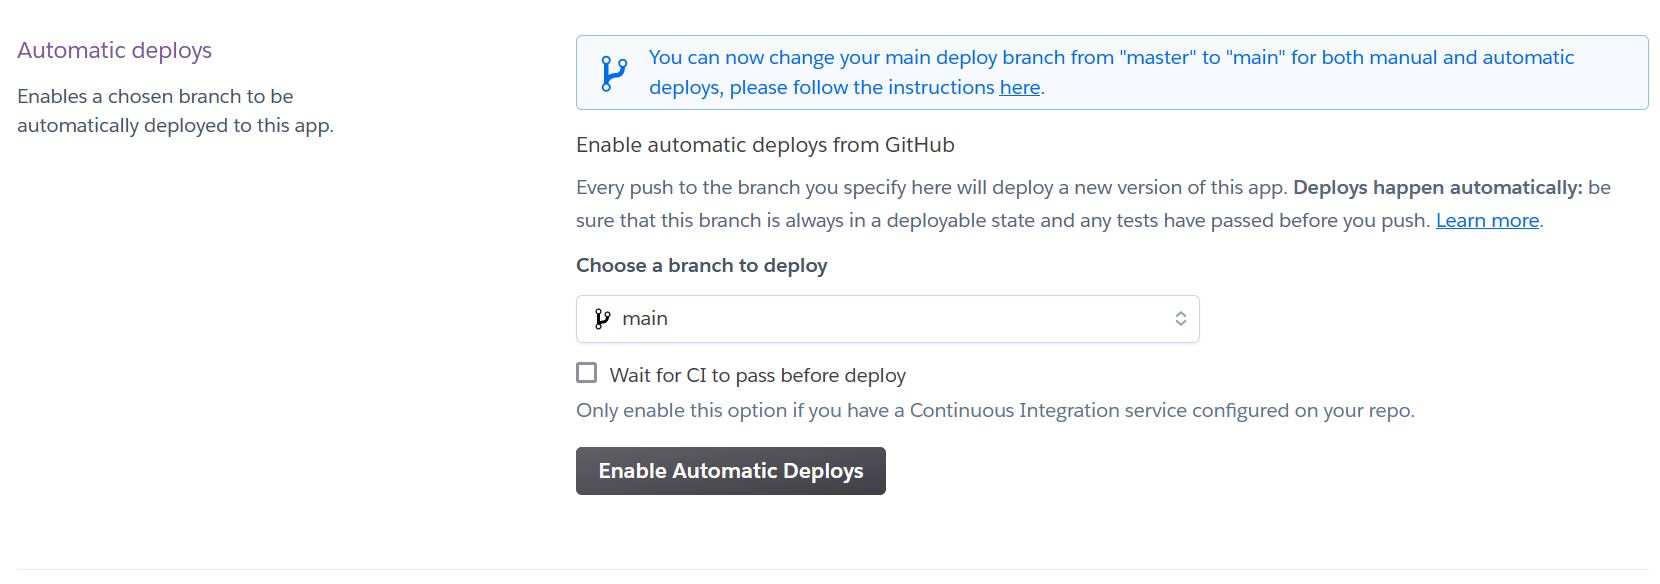 Automatic deploys
Enables a chosen branch to be
automatically deployed to this app.
You can now change your main deploy branch from "master" to "main" for both manual and automatic
deploys, please follow the instructions here.
Enable automatic deploys from GitHub
Every push to the branch you specify here will deploy a new version of this app. Deploys happen automatically: be
sure that this branch is always in a deployable state and any tests have passed before you push. Learn more.
Choose a branch to deploy
main
Wait for CI to pass before deploy
Only enable this option if you have a Continuous Integration service configured on your repo.
Enable Automatic Deploys